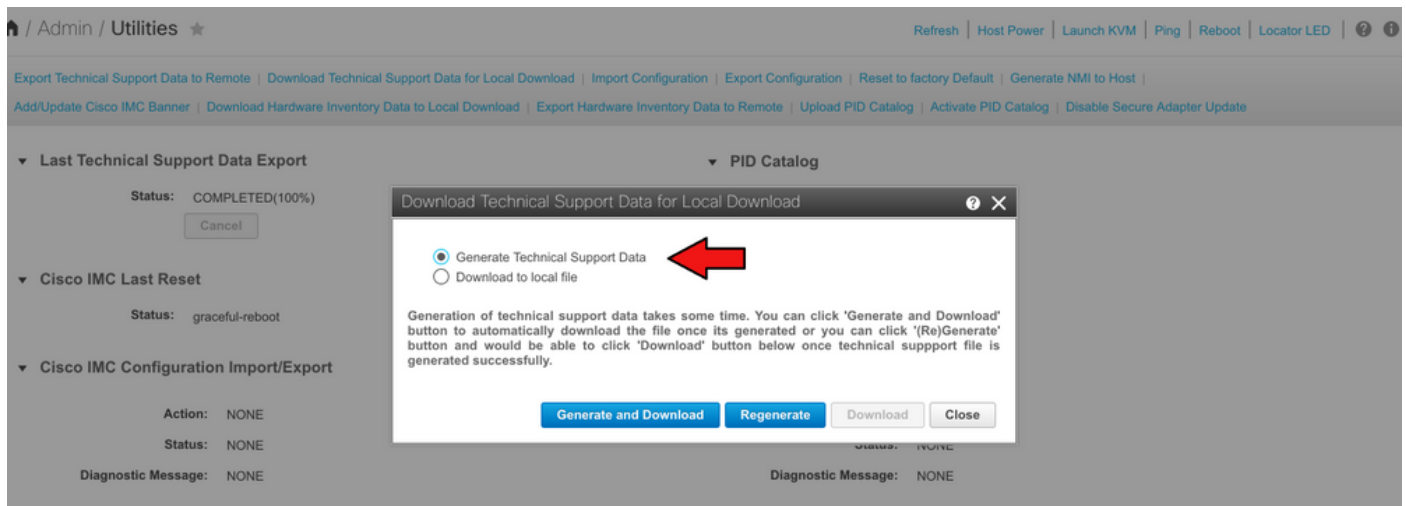 / Admin / Utilities
Refresh | Host Power | Launch KVM | Ping | Reboot | Locator LED |
Export Technical Support Data to Remote | Download Technical Support Data for Local Download | Import Configuration | Export Configuration | Reset to factory Default | Generate NMI to Host |
Add/Update Cisco IMC Banner | Download Hardware Inventory Data to Local Download | Export Hardware Inventory Data to Remote | Upload PID Catalog | Activate PID Catalog | Disable Secure Adapter Update
Last Technical Support Data Export
Status: COMPLETED(100%)
Cancel
Cisco IMC Last Reset
Status: graceful-reboot
Cisco IMC Configuration Import/Export
Action: NONE
Status: NONE
Diagnostic Message: NONE
PID Catalog
Download Technical Support Data for Local Download
Generate Technical Support Data
Download to local file
Generation of technical support data takes some time. You can click 'Generate and Download'
button to automatically download the file once its generated or you can click '(Re)Generate'
button and would be able to click 'Download' button below once technical suppport file is
generated successfully.
Generate and Download
Regenerate
Download
Close
Status: NONE
Diagnostic Message: NONE